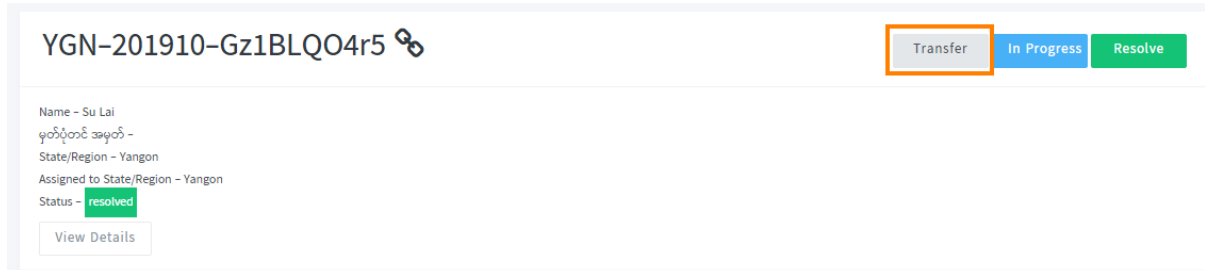 YGN–201910–Gz1BLQO4r5
Transfer In Progress Resolve
Name – Su Lai
မှတ်ပုံတင် အမှတ် –
State/Region – Yangon
Assigned to State/Region – Yangon
Status – resolved
View Details